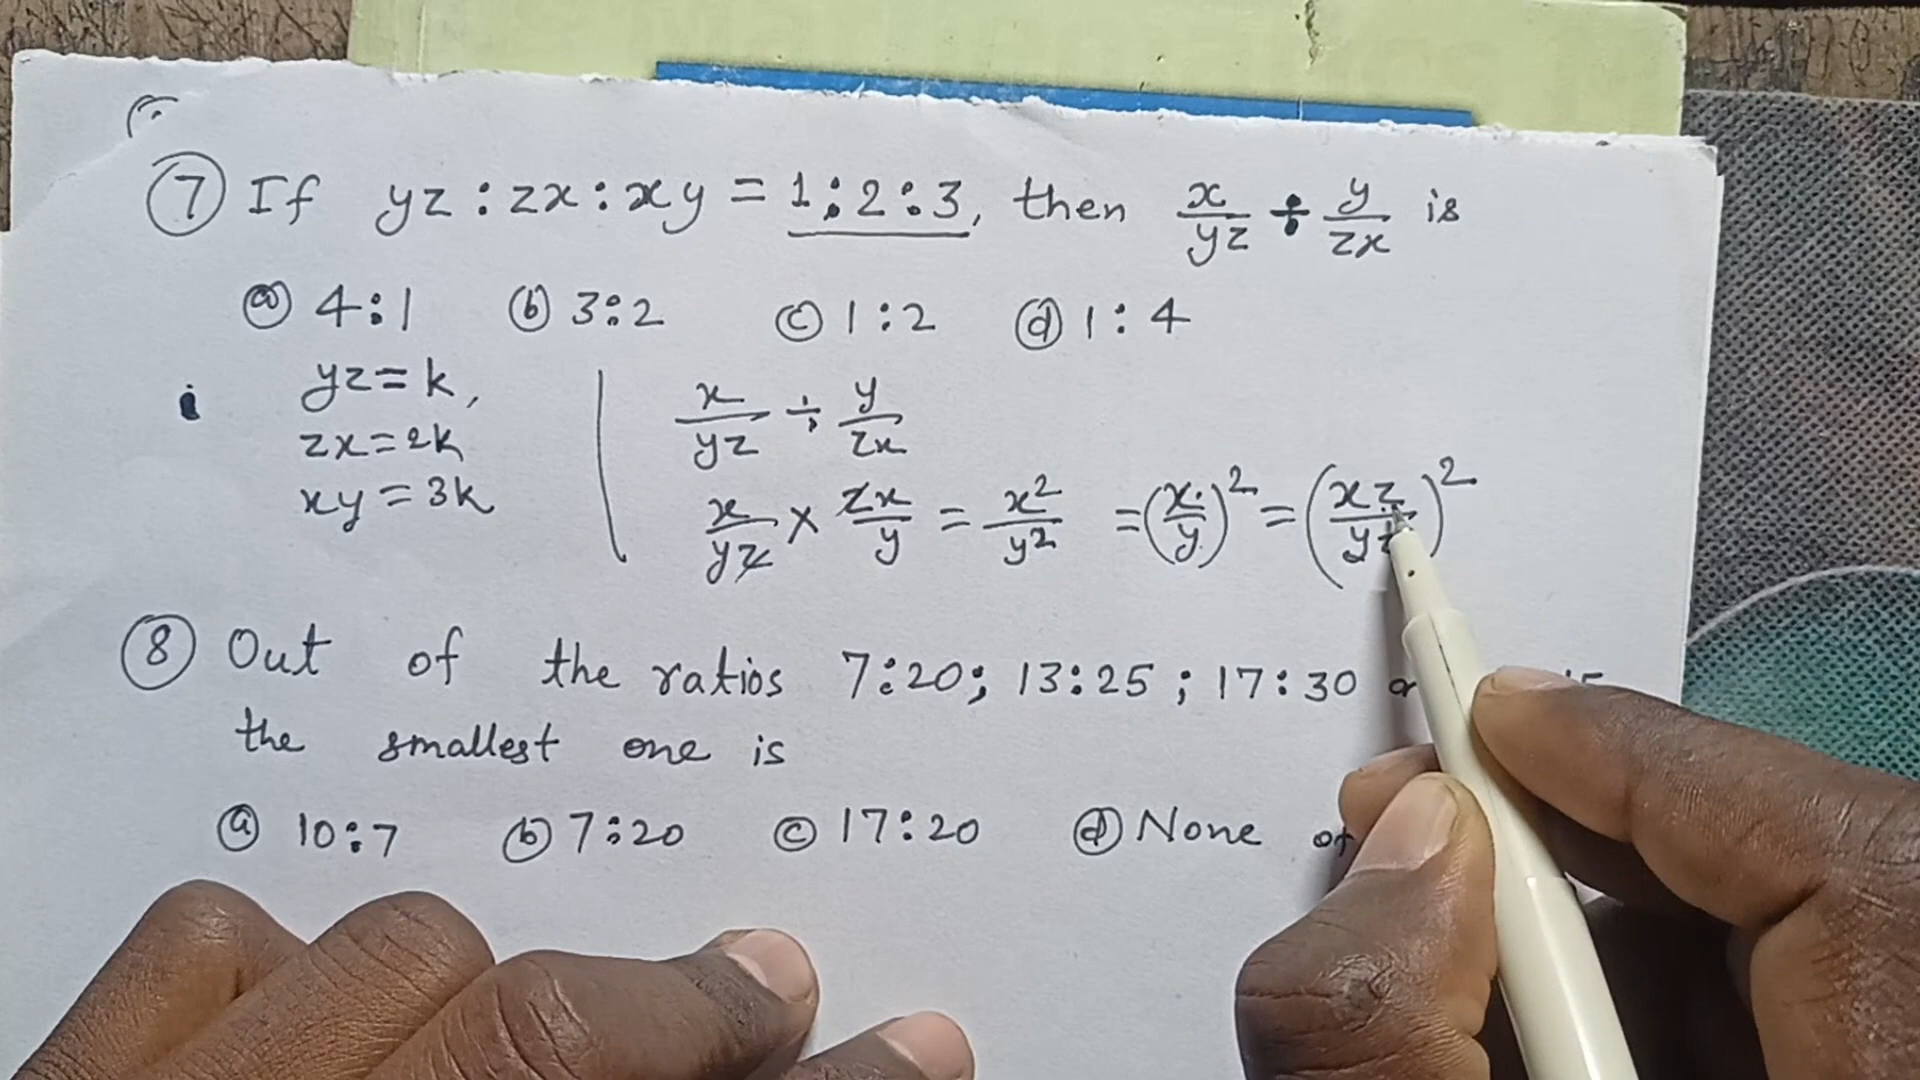 ⑦ If yz : zx : xy = 1 : 2 : 3, then x/yz ÷ y/zx is
ⓐ 4:1 ⓑ 3:2 ⓒ 1:2 ⓓ 1:4
yz = k,
zx = 2k
xy = 3k
x/yz ÷ y/zx
x/yz × zx/y = x²/y² = (x/y)² = (xz/yz)²
⑧ Out of the ratios 7:20; 13:25; 17:30
the smallest one is
ⓐ 10:7 ⓑ 7:20 ⓒ 17:20 ⓓ None of